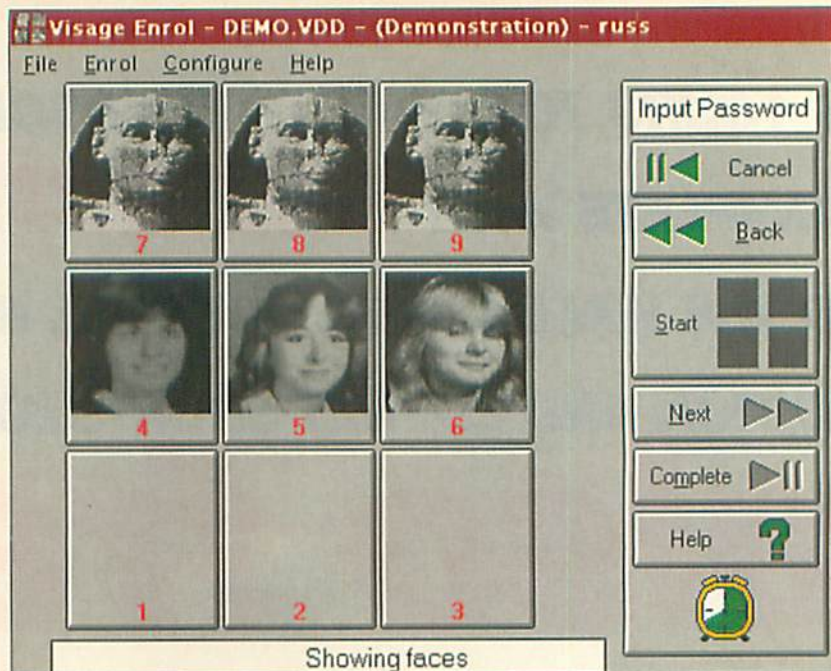 Visage Enrol - DEMO.VDD - (Demonstration) - russ
File Enrol Configure Help
7 8 9
4 5 6
1 2 3
Showing faces
Input Password
Cancel
Back
Start
Next
Complete
Help